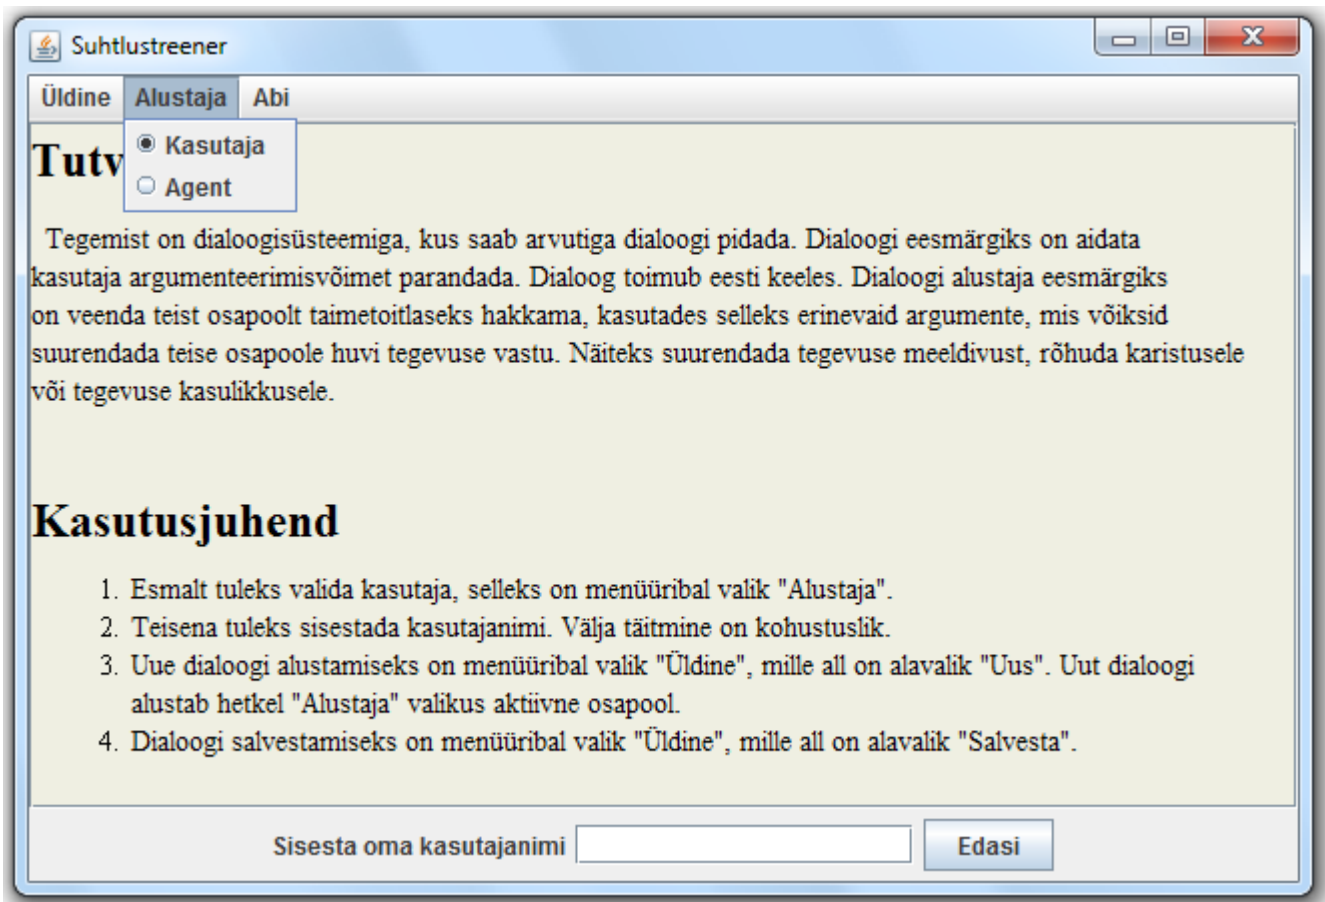 Suhtlustreener
Üldine Alustaja Abi
Kasutaja
Agent
Tegemist on dialoogisüsteemiga, kus saab arvutiga dialoogi pidada. Dialoogi eesmärgiks on aidata
kasutaja argumenteerimisvõimet parandada. Dialoog toimub eesti keeles. Dialoogi alustaja eesmärgiks
on veenda teist osapoolt taimetoitlaseks hakkama, kasutades selleks erinevaid argumente, mis võiksid
suurendada teise osapoole huvi tegevuse vastu. Näiteks suurendada tegevuse meeldivust, rõhuda karistusele
või tegevuse kasulikkusele.
Kasutusjuhend
1. Esmalt tuleks valida kasutaja, selleks on menüüribal valik "Alustaja".
2. Teisena tuleks sisestada kasutajanimi. Välja täitmine on kohustuslik.
3. Uue dialoogi alustamiseks on menüüribal valik "Üldine", mille all on alavalik "Uus". Uut dialoogi
alustab hetkel "Alustaja" valikus aktiivne osapool.
4. Dialoogi salvestamiseks on menüüribal valik "Üldine", mille all on alavalik "Salvesta".
Sisesta oma kasutajanimi Edasi